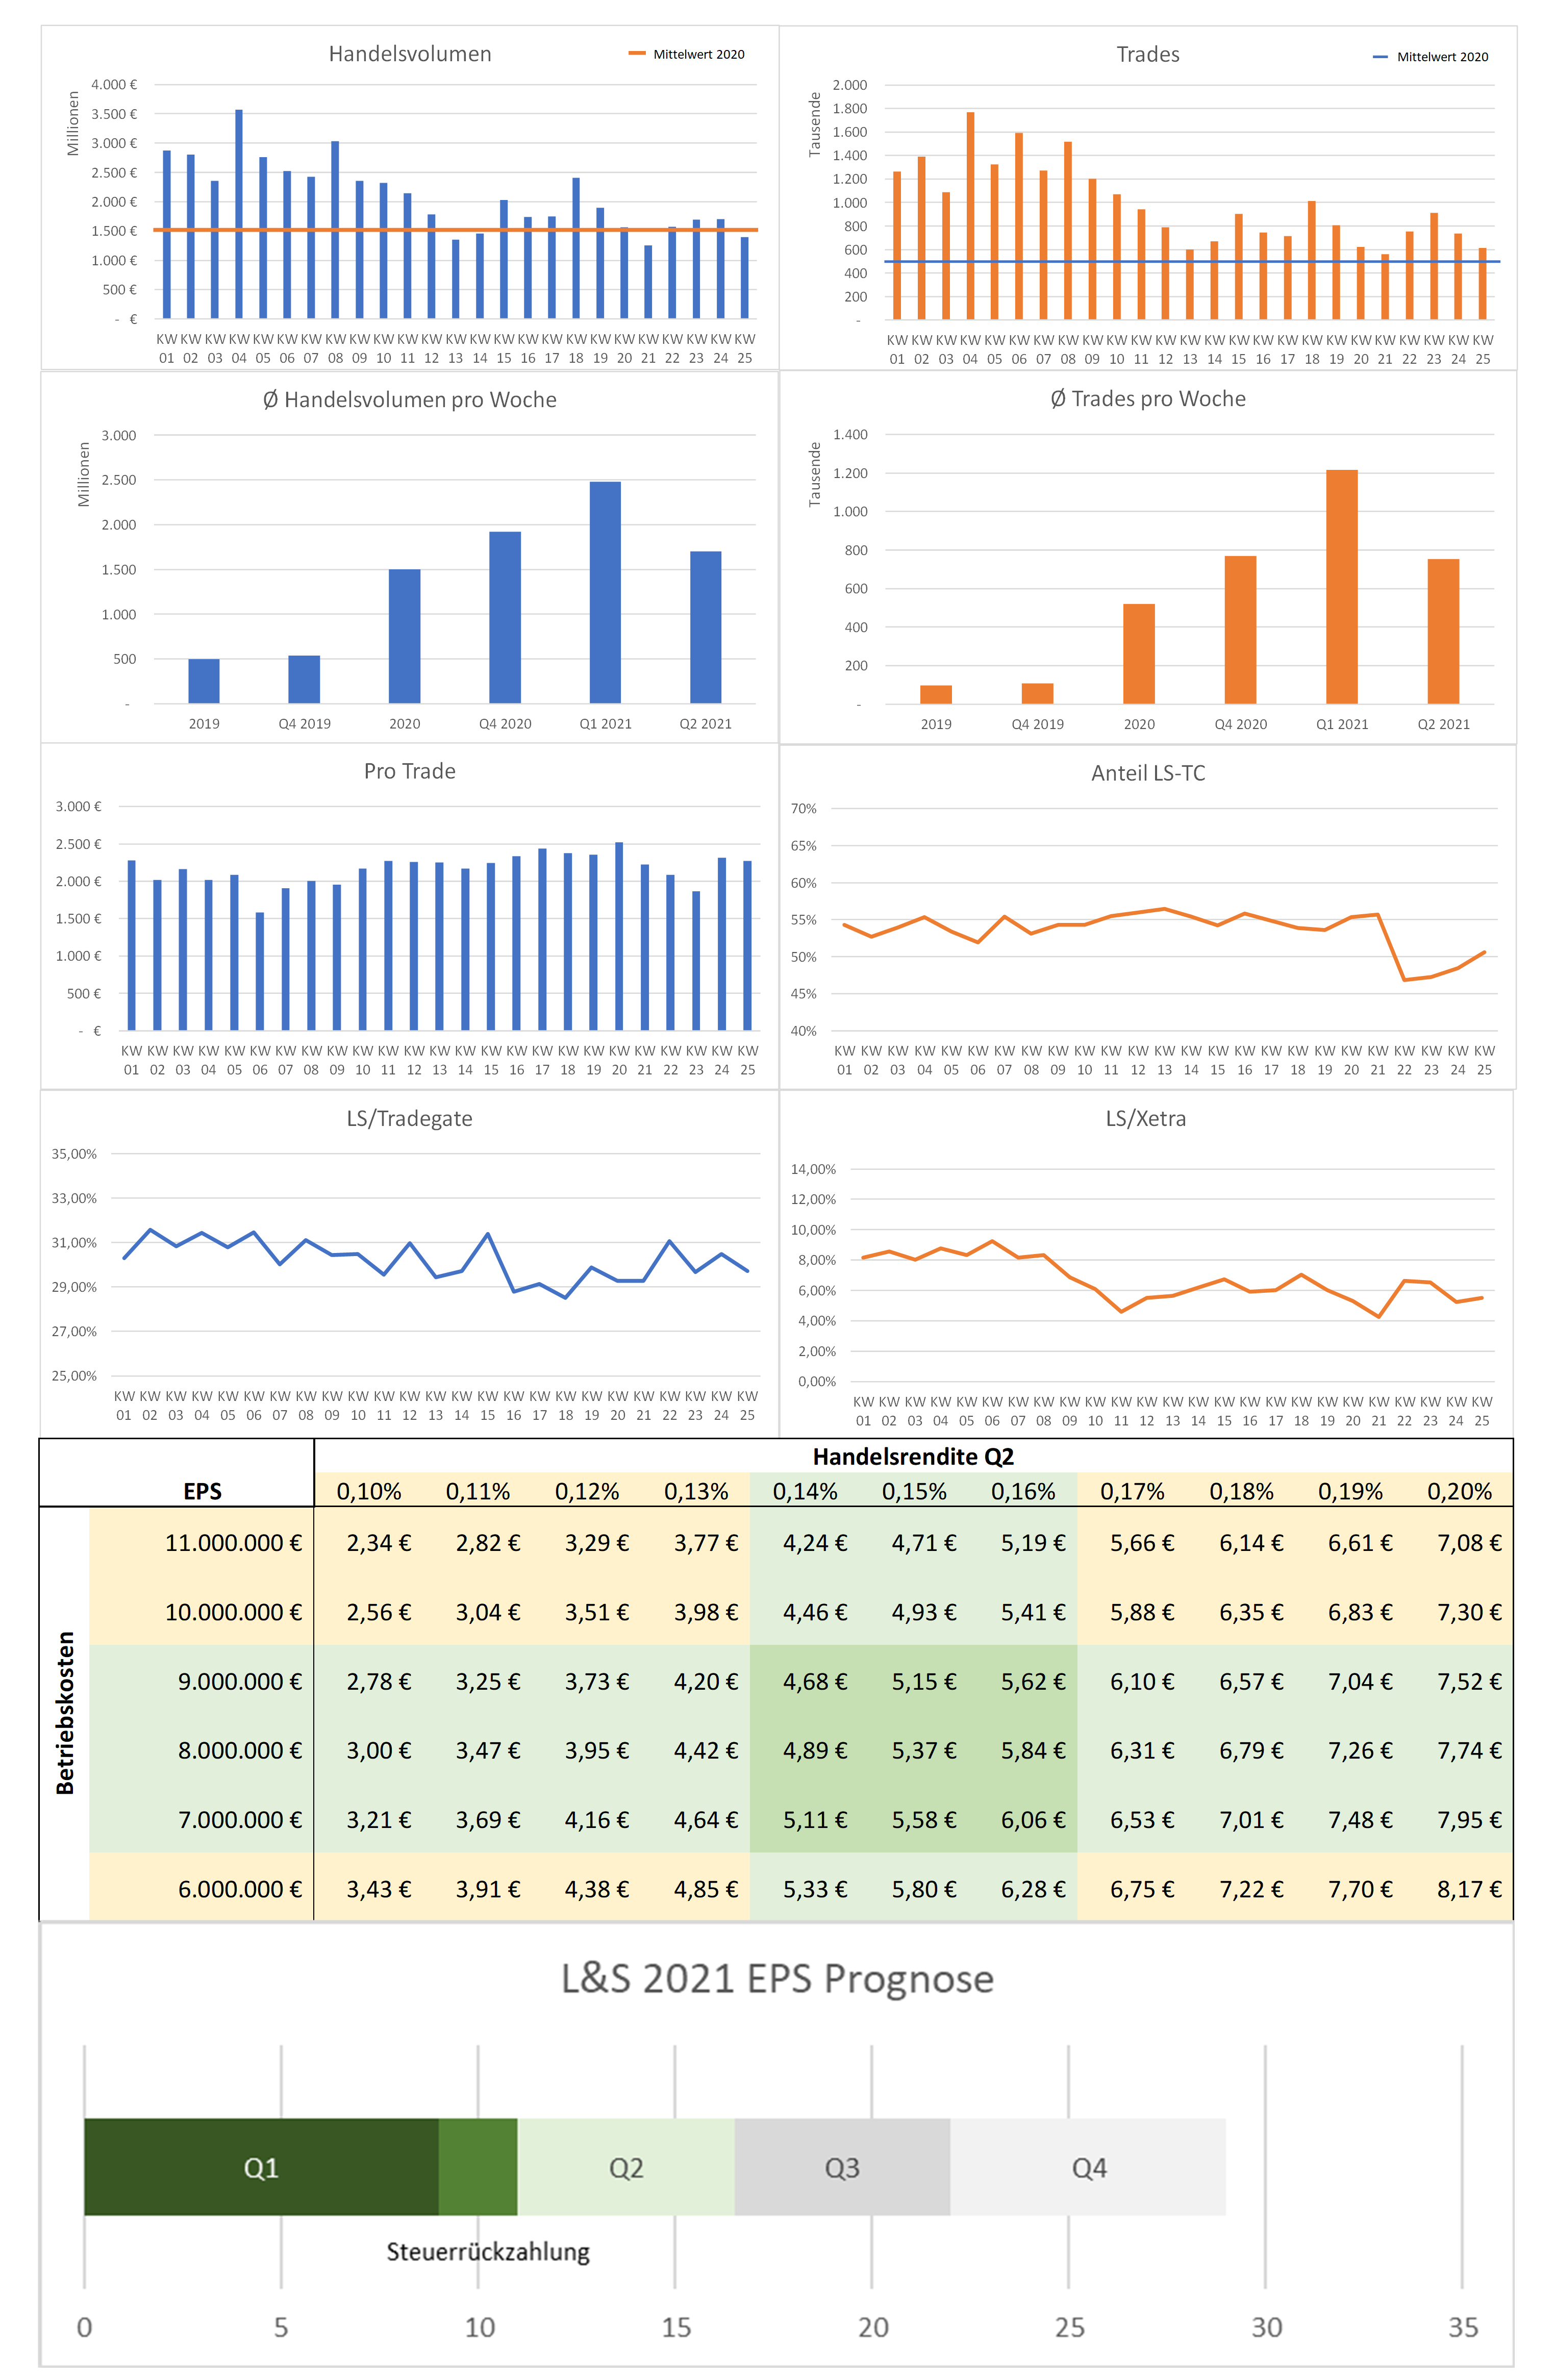 Handelsvolumen
Mittelwert 2020
Millionen
4.000 €
3.500 €
3.000 €
2.500 €
2.000 €
1.500 €
1.000 €
500 €
- €
KW KW KW KW KW KW KW KW KW KW KW KW KW KW KW KW KW KW KW KW KW KW KW KW KW
01 02 03 04 05 06 07 08 09 10 11 12 13 14 15 16 17 18 19 20 21 22 23 24 25
Trades
Mittelwert 2020
Tausende
2.000
1.800
1.600
1.400
1.200
1.000
800
600
400
200
-
KW KW KW KW KW KW KW KW KW KW KW KW KW KW KW KW KW KW KW KW KW KW KW KW KW
01 02 03 04 05 06 07 08 09 10 11 12 13 14 15 16 17 18 19 20 21 22 23 24 25
Ø Handelsvolumen pro Woche
Millionen
3.000
2.500
2.000
1.500
1.000
500
-
2019 Q4 2019 2020 Q4 2020 Q1 2021 Q2 2021
Ø Trades pro Woche
Tausende
1.400
1.200
1.000
800
600
400
200
-
2019 Q4 2019 2020 Q4 2020 Q1 2021 Q2 2021
Pro Trade
3.000 €
2.500 €
2.000 €
1.500 €
1.000 €
500 €
- €
KW KW KW KW KW KW KW KW KW KW KW KW KW KW KW KW KW KW KW KW KW KW KW KW KW
01 02 03 04 05 06 07 08 09 10 11 12 13 14 15 16 17 18 19 20 21 22 23 24 25
Anteil LS-TC
70%
65%
60%
55%
50%
45%
40%
KW KW KW KW KW KW KW KW KW KW KW KW KW KW KW KW KW KW KW KW KW KW KW KW KW
01 02 03 04 05 06 07 08 09 10 11 12 13 14 15 16 17 18 19 20 21 22 23 24 25
LS/Tradegate
35,00%
33,00%
31,00%
29,00%
27,00%
25,00%
KW KW KW KW KW KW KW KW KW KW KW KW KW KW KW KW KW KW KW KW KW KW KW KW KW
01 02 03 04 05 06 07 08 09 10 11 12 13 14 15 16 17 18 19 20 21 22 23 24 25
LS/Xetra
14,00%
12,00%
10,00%
8,00%
6,00%
4,00%
2,00%
0,00%
KW KW KW KW KW KW KW KW KW KW KW KW KW KW KW KW KW KW KW KW KW KW KW KW KW
01 02 03 04 05 06 07 08 09 10 11 12 13 14 15 16 17 18 19 20 21 22 23 24 25
Handelsrendite Q2
EPS 0,10% 0,11% 0,12% 0,13% 0,14% 0,15% 0,16% 0,17% 0,18% 0,19% 0,20%
Betriebskosten
11.000.000 € 2,34 € 2,82 € 3,29 € 3,77 € 4,24 € 4,71 € 5,19 € 5,66 € 6,14 € 6,61 € 7,08 €
10.000.000 € 2,56 € 3,04 € 3,51 € 3,98 € 4,46 € 4,93 € 5,41 € 5,88 € 6,35 € 6,83 € 7,30 €
9.000.000 € 2,78 € 3,25 € 3,73 € 4,20 € 4,68 € 5,15 € 5,62 € 6,10 € 6,57 € 7,04 € 7,52 €
8.000.000 € 3,00 € 3,47 € 3,95 € 4,42 € 4,89 € 5,37 € 5,84 € 6,31 € 6,79 € 7,26 € 7,74 €
7.000.000 € 3,21 € 3,69 € 4,16 € 4,64 € 5,11 € 5,58 € 6,06 € 6,53 € 7,01 € 7,48 € 7,95 €
6.000.000 € 3,43 € 3,91 € 4,38 € 4,85 € 5,33 € 5,80 € 6,28 € 6,75 € 7,22 € 7,70 € 8,17 €
L&S 2021 EPS Prognose
Q1 Q2 Q3 Q4
Steuerrückzahlung
0 5 10 15 20 25 30 35